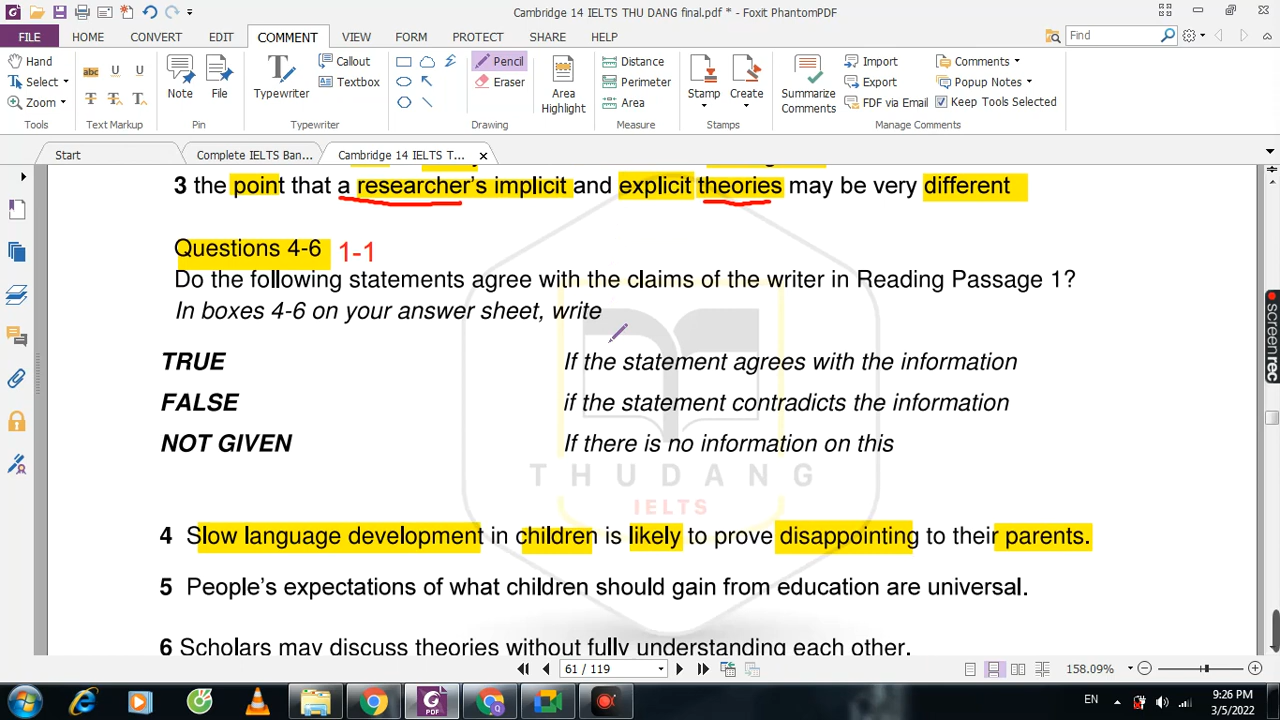 Cambridge 14 IELTS THU DANG final.pdf * - Foxit PhantomPDF
FILE HOME CONVERT EDIT COMMENT VIEW FORM PROTECT SHARE HELP Find
Hand Select Zoom Tools
Text Markup
Note File Pin
Typewriter Callout Textbox Typewriter
Pencil Eraser Area Highlight Drawing
Distance Perimeter Area Measure
Stamp Create Stamps
Summarize Comments Import Export FDF via Email Comments Popup Notes Keep Tools Selected Manage Comments
Start Complete IELTS Ban... Cambridge 14 IELTS T...
3 the point that a researcher's implicit and explicit theories may be very different
Questions 4-6 1-1
Do the following statements agree with the claims of the writer in Reading Passage 1?
In boxes 4-6 on your answer sheet, write
TRUE If the statement agrees with the information
FALSE if the statement contradicts the information
NOT GIVEN If there is no information on this
THUDANG
IELTS
4 Slow language development in children is likely to prove disappointing to their parents.
5 People's expectations of what children should gain from education are universal.
6 Scholars may discuss theories without fully understanding each other.
screenrec
61 / 119 158.09%
EN 9:26 PM
3/5/2022